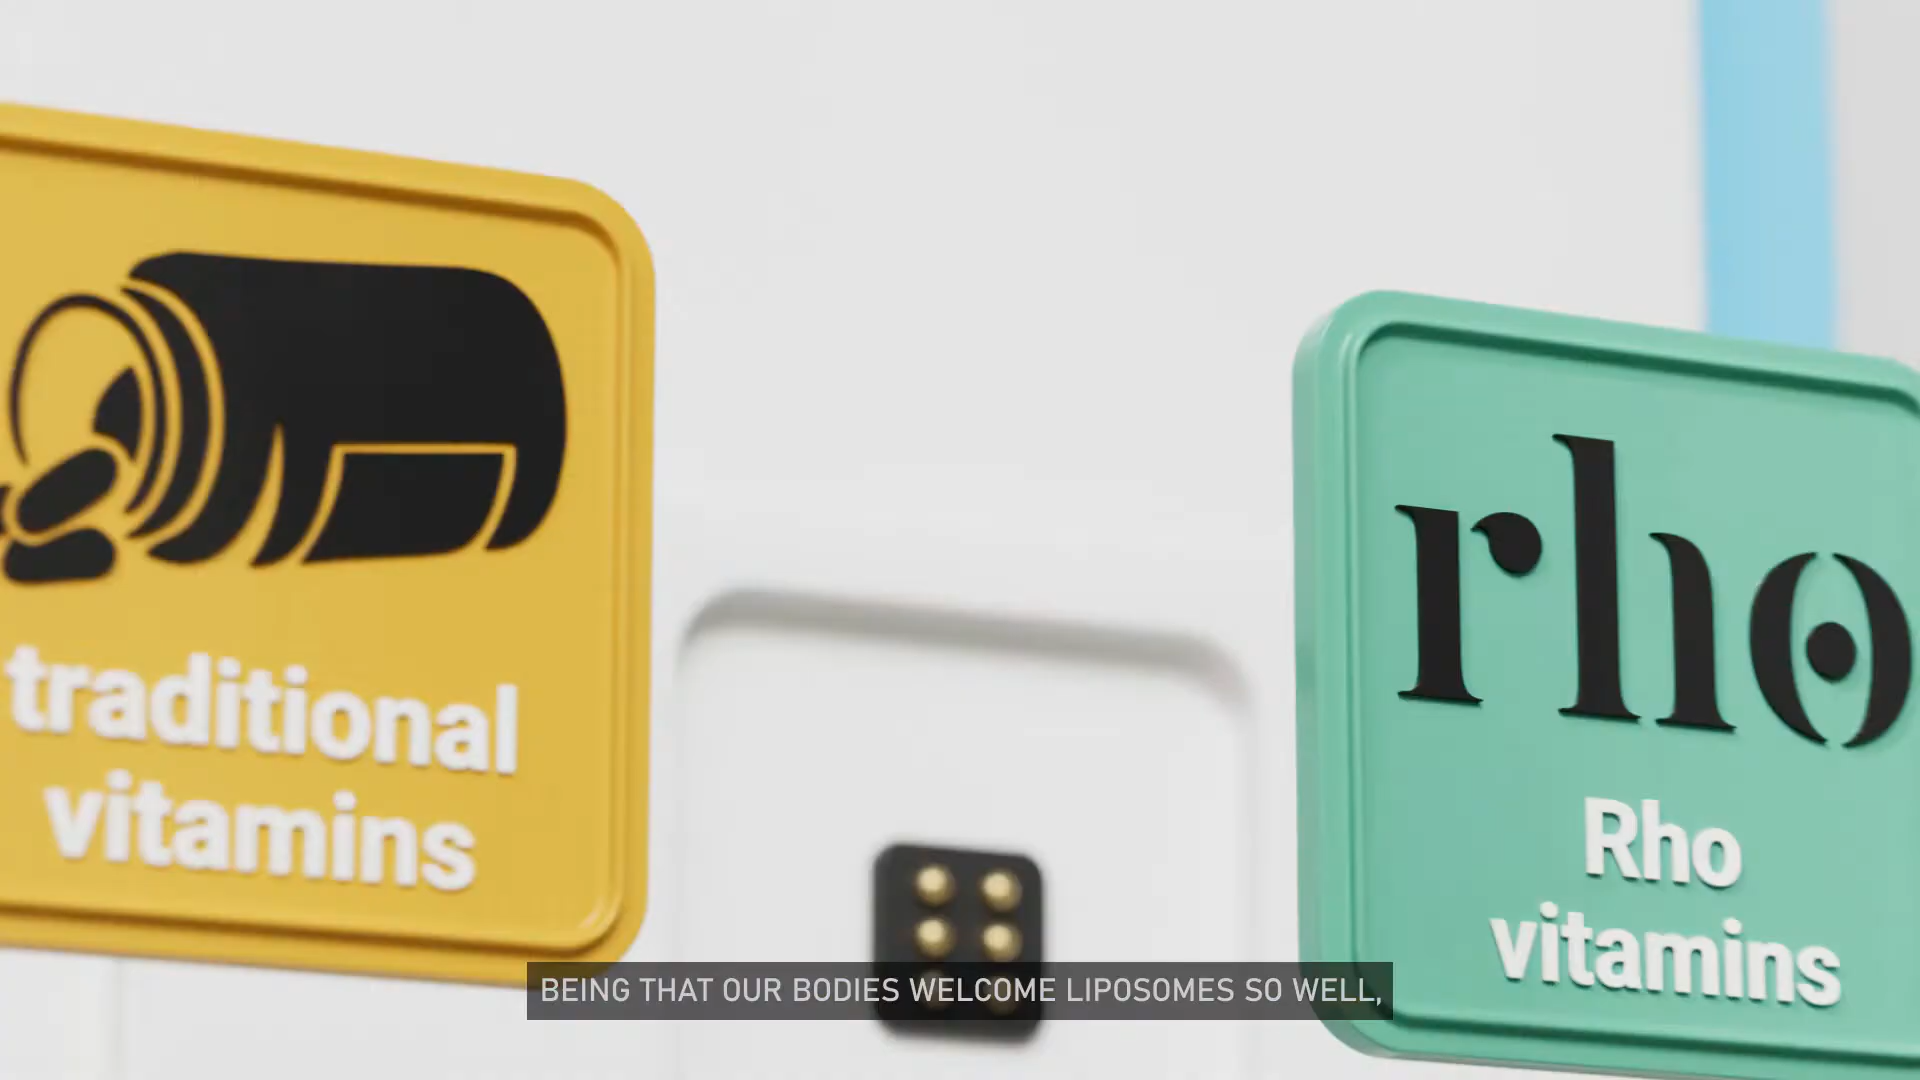 traditional
vitamins
rho
Rho
vitamins
BEING THAT OUR BODIES WELCOME LIPOSOMES SO WELL,